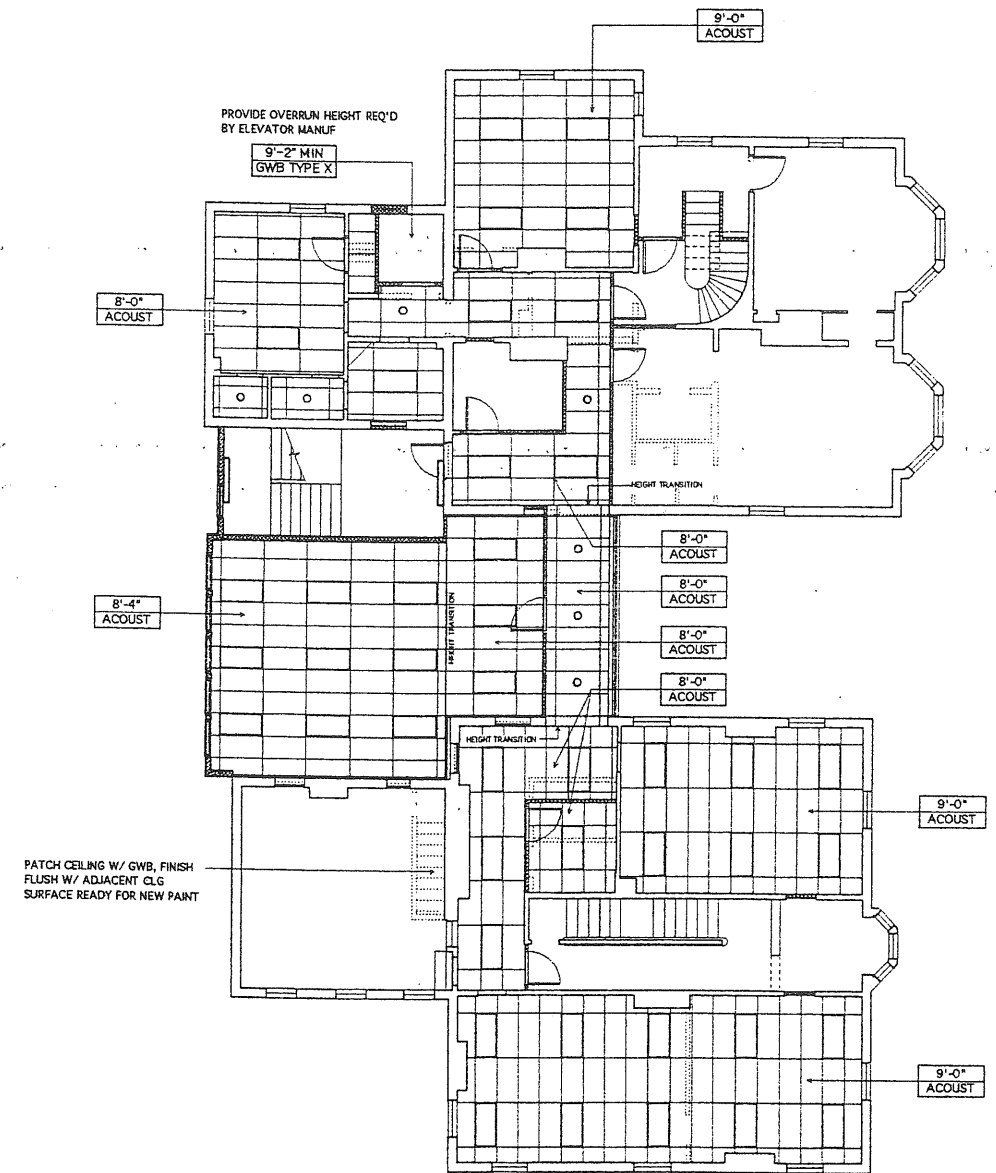 9'-0"
ACOUST
PROVIDE OVERRUN HEIGHT REQ'D
BY ELEVATOR MANUF
9'-2" MIN
GWB TYPE X
8'-0"
ACOUST
HEIGHT TRANSITION
8'-0"
ACOUST
8'-0"
ACOUST
8'-4"
ACOUST
HEIGHT TRANSITION
8'-0"
ACOUST
8'-0"
ACOUST
HEIGHT TRANSITION
9'-0"
ACOUST
PATCH CEILING W/ GWB, FINISH
FLUSH W/ ADJACENT CLG
SURFACE READY FOR NEW PAINT
9'-0"
ACOUST